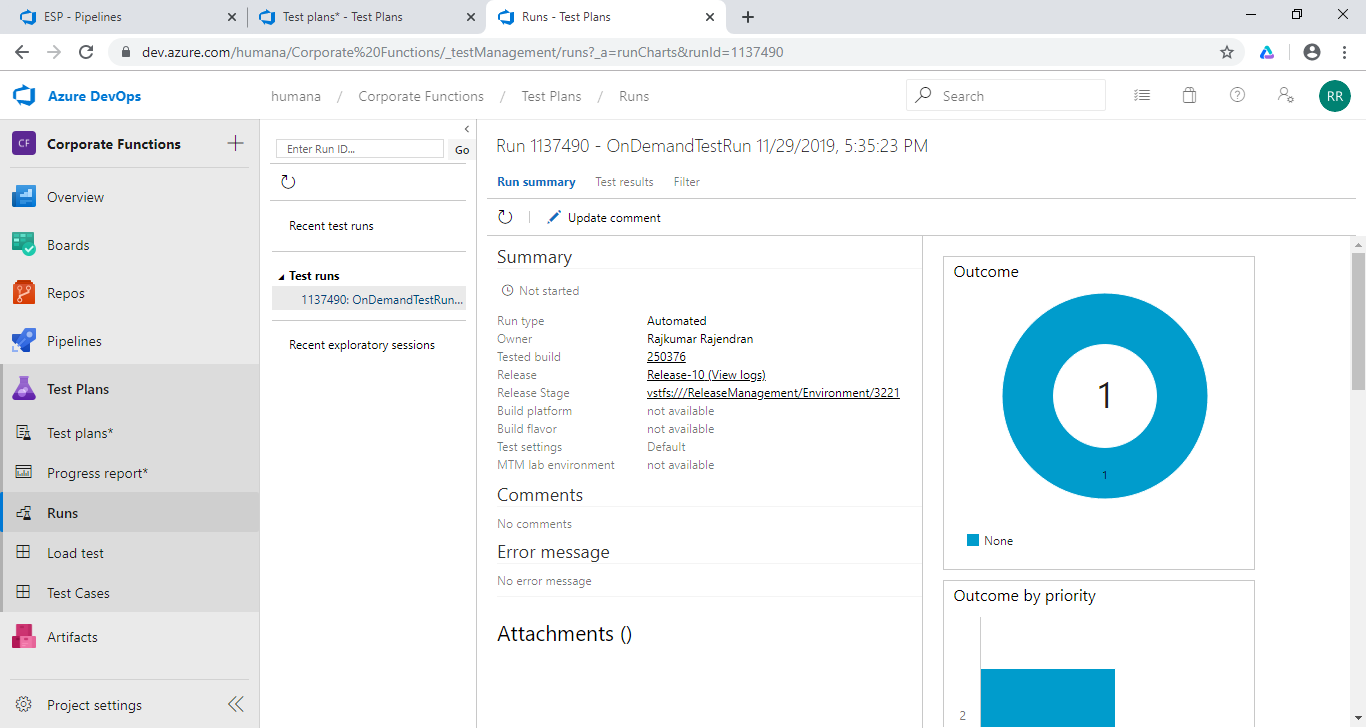 ESP - Pipelines
Test plans* - Test Plans
Runs - Test Plans
dev.azure.com/humana/Corporate%20Functions/_testManagement/runs?_a=runCharts&runId=1137490
Azure DevOps
humana / Corporate Functions / Test Plans / Runs
Search
RR
CF Corporate Functions
Overview
Boards
Repos
Pipelines
Test Plans
Test plans*
Progress report*
Runs
Load test
Test Cases
Artifacts
Project settings
Enter Run ID...
Go
Recent test runs
Test runs
1137490: OnDemandTestRun...
Recent exploratory sessions
Run 1137490 - OnDemandTestRun 11/29/2019, 5:35:23 PM
Run summary Test results Filter
Update comment
Summary
Not started
Run type Automated
Owner Rajkumar Rajendran
Tested build 250376
Release Release-10 (View logs)
Release Stage vstfs:///ReleaseManagement/Environment/3221
Build platform not available
Build flavor not available
Test settings Default
MTM lab environment not available
Comments
No comments
Error message
No error message
Attachments ()
Outcome
1
1
None
Outcome by priority
2